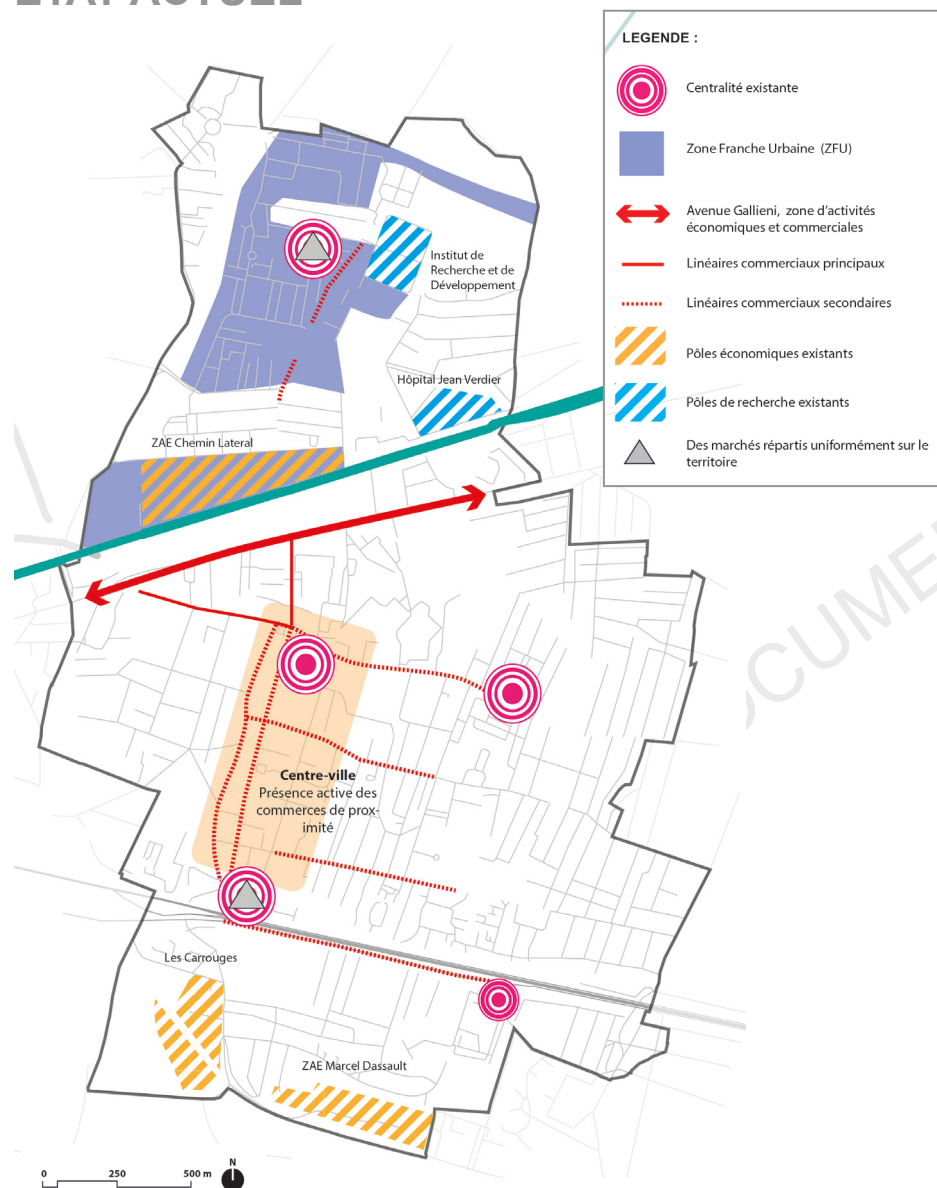 ETAT ACTUEL
LEGENDE :
Centralité existante
Zone Franche Urbaine (ZFU)
Avenue Gallieni, zone d'activités
économiques et commerciales
Linéaires commerciaux principaux
Linéaires commerciaux secondaires
Pôles économiques existants
Pôles de recherche existants
Des marchés répartis uniformément sur le
territoire
Institut de
Recherche et de
Développement
Hôpital Jean Verdier
ZAE Chemin Lateral
Centre-ville
Présence active des
commerces de prox-
imité
Les Carrouges
ZAE Marcel Dassault
0 250 500 m
N